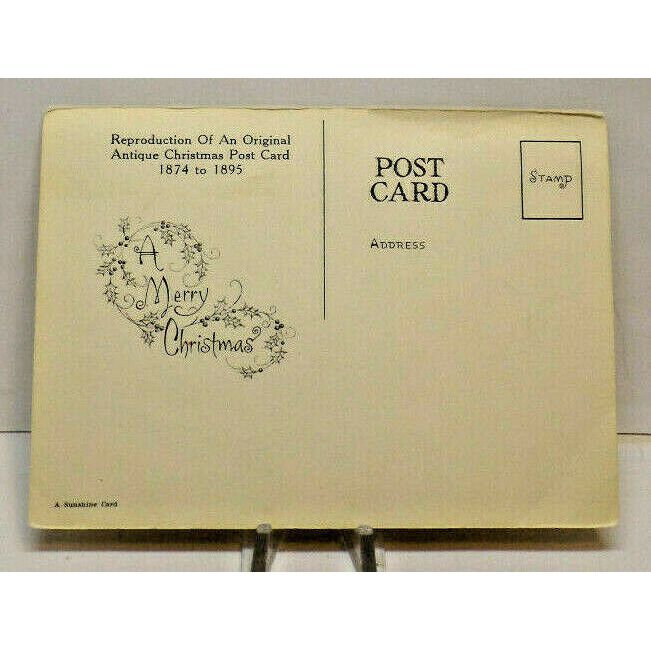 Reproduction Of An Original
Antique Christmas Post Card
1874 to 1895
A
Merry
Christmas
A Sunshine Card
POST
CARD
STAMP
ADDRESS